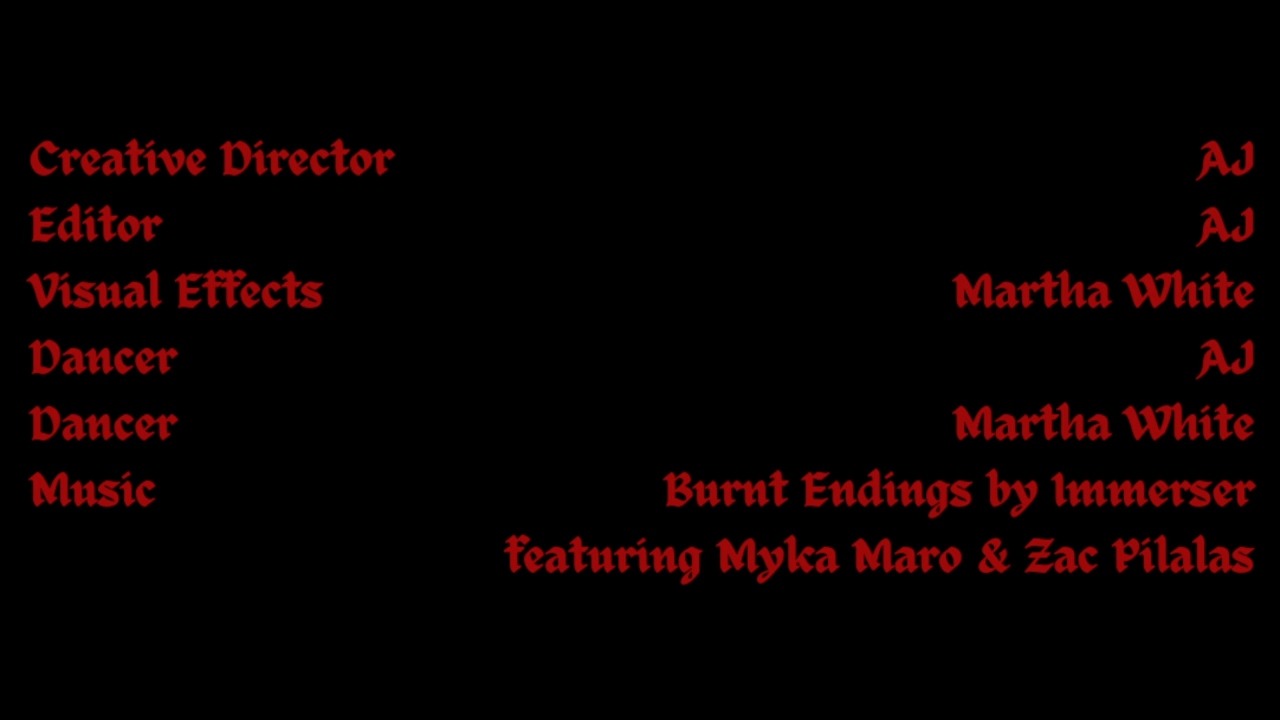 Creative Director AJ
Editor AJ
Visual Effects Martha White
Dancer AJ
Dancer Martha White
Music Burnt Endings by Immerser
featuring Myka Maro & Zac Pilalas